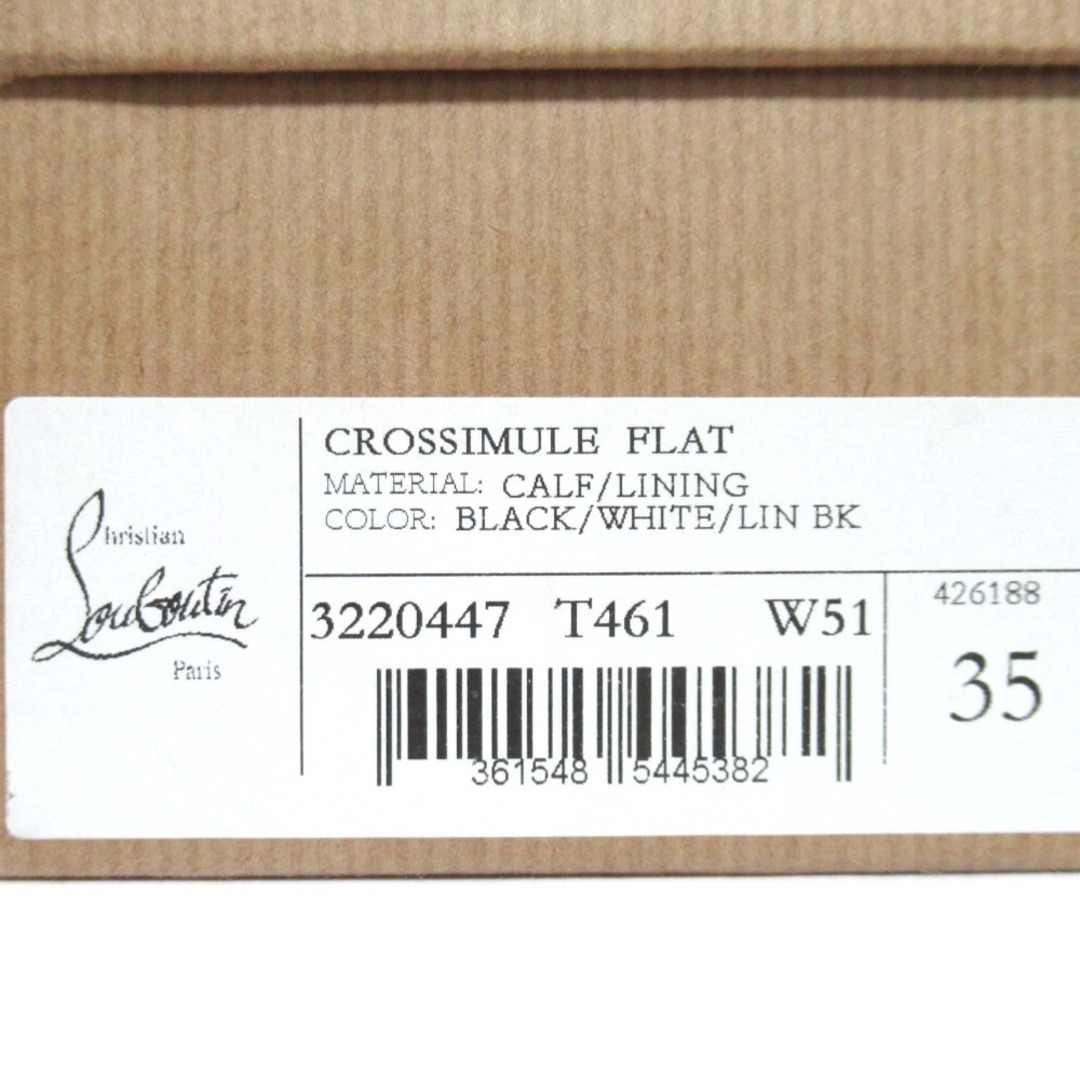 Christian
Louboutin
Paris
CROSSIMULE FLAT
MATERIAL: CALF/LINING
COLOR: BLACK/WHITE/LIN BK
3220447 T461 W51
426188
35
361548 5445382